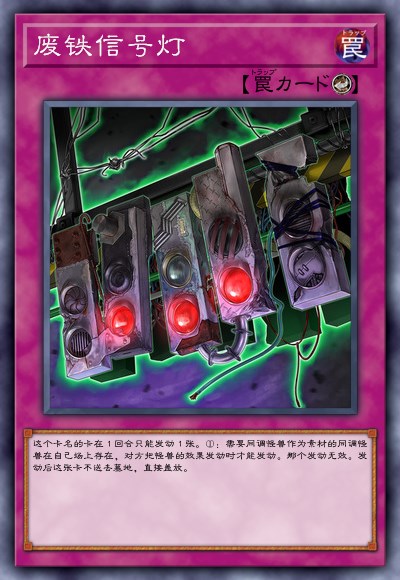 废铁信号灯
トラップ
罠
トラップ
【罠カード】
这个卡名的卡在1回合只能发动1张。①：需要同调怪兽作为素材的同调怪
兽在自己场上存在，对方把怪兽的效果发动时才能发动。那个发动无效。发
动后这张卡不送去墓地，直接盖放。